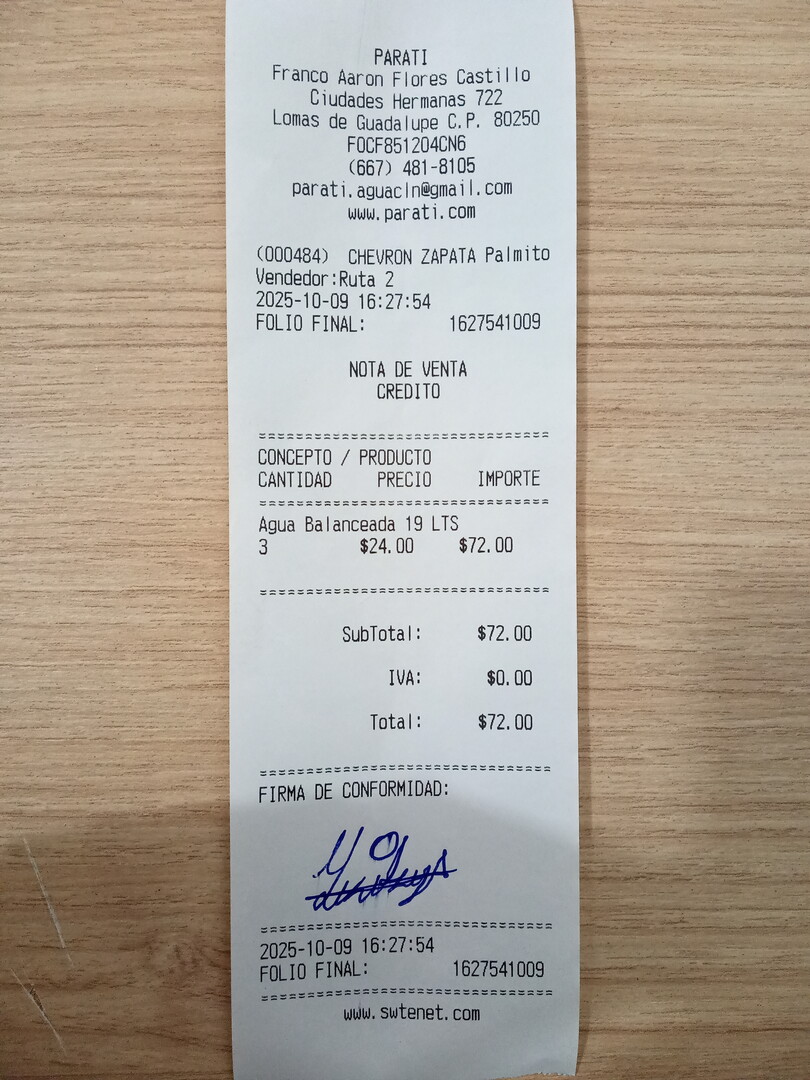 PARATI
Franco Aaron Flores Castillo
Ciudades Hermanas 722
Lomas de Guadalupe C.P. 80250
FOCF851204CN6
(667) 481-8105
parati.aguacln@gmail.com
www.parati.com
(000484) CHEVRON ZAPATA Palmito
Vendedor:Ruta 2
2025-10-09 16:27:54
FOLIO FINAL: 1627541009
NOTA DE VENTA
CREDITO
CONCEPTO / PRODUCTO
CANTIDAD PRECIO IMPORTE
Agua Balanceada 19 LTS
3 $24.00 $72.00
SubTotal: $72.00
IVA: $0.00
Total: $72.00
FIRMA DE CONFORMIDAD:
2025-10-09 16:27:54
FOLIO FINAL: 1627541009
www.swtenet.com